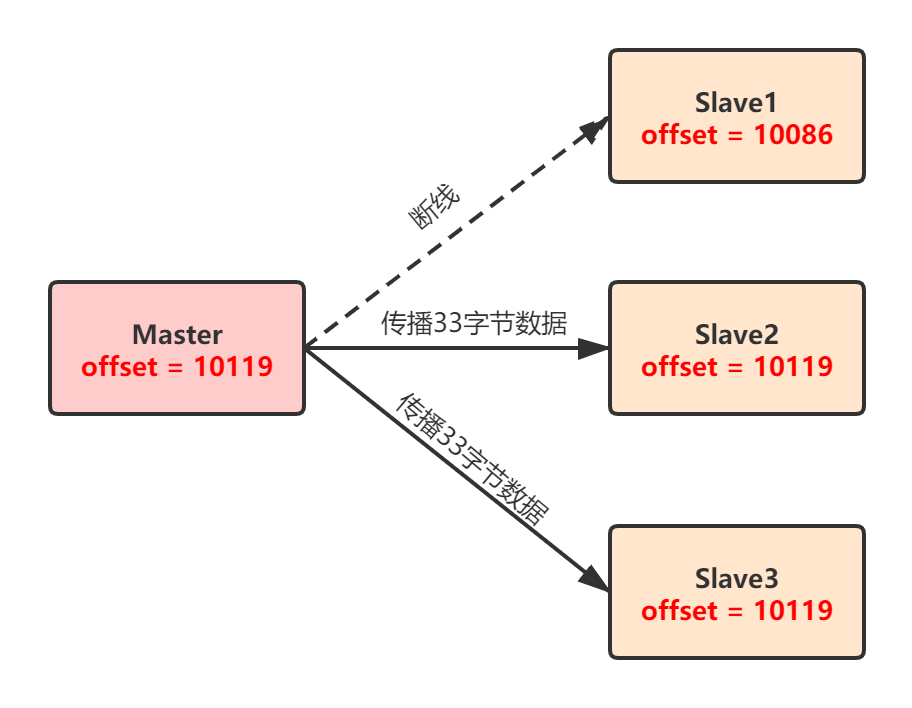 Slave1
offset = 10086
断线
Master
offset = 10119
传播33字节数据
Slave2
offset = 10119
传播33字节数据
Slave3
offset = 10119